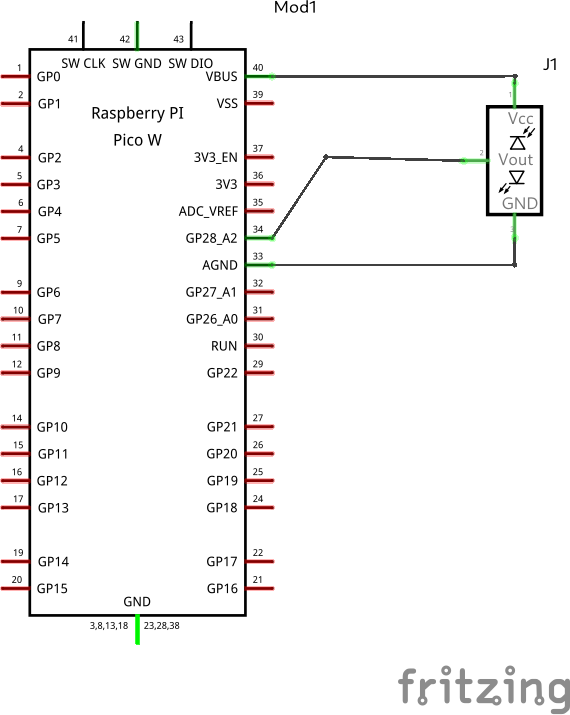 Mod1
41 42 43
SW CLK SW GND SW DIO
1 GP0 VBUS 40
2 GP1 VSS 39
Raspberry PI
Pico W
4 GP2 3V3_EN 37
5 GP3 3V3 36
6 GP4 ADC_VREF 35
7 GP5 GP28_A2 34
AGND 33
9 GP6 GP27_A1 32
10 GP7 GP26_A0 31
11 GP8 RUN 30
12 GP9 GP22 29
14 GP10 GP21 27
15 GP11 GP20 26
16 GP12 GP19 25
17 GP13 GP18 24
19 GP14 GP17 22
20 GP15 GP16 21
GND
3,8,13,18 23,28,38
J1
1
Vcc
2 Vout
GND
3
fritzing